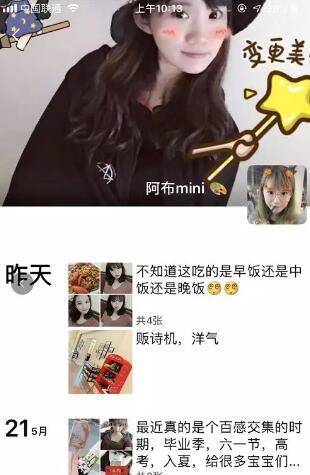 中国联通
上午10:13
变更美
阿布mini
昨天
不知道这吃的是早饭还是中
饭还是晚饭
共4张
贩诗机，洋气
21 5月
最近真的是个百感交集的
时期，毕业季，六一节，高
考，入夏，给很多宝宝们...